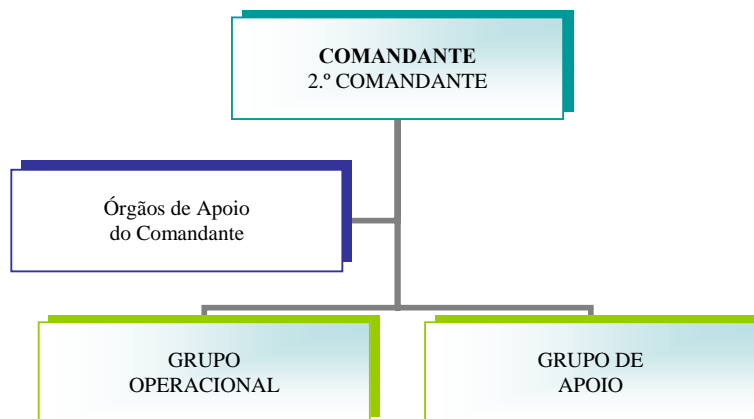 COMANDANTE
2.º COMANDANTE
Órgãos de Apoio
do Comandante
GRUPO
OPERACIONAL
GRUPO DE
APOIO